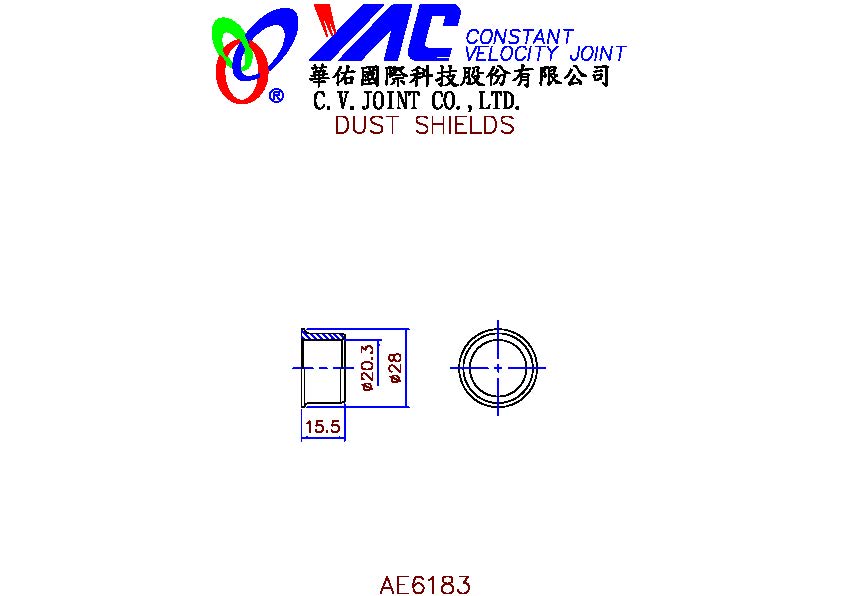 YAC CONSTANT
VELOCITY JOINT
®
華佑國際科技股份有限公司
C.V.JOINT CO.,LTD.
DUST SHIELDS
ø20.3
ø28
15.5
AE6183